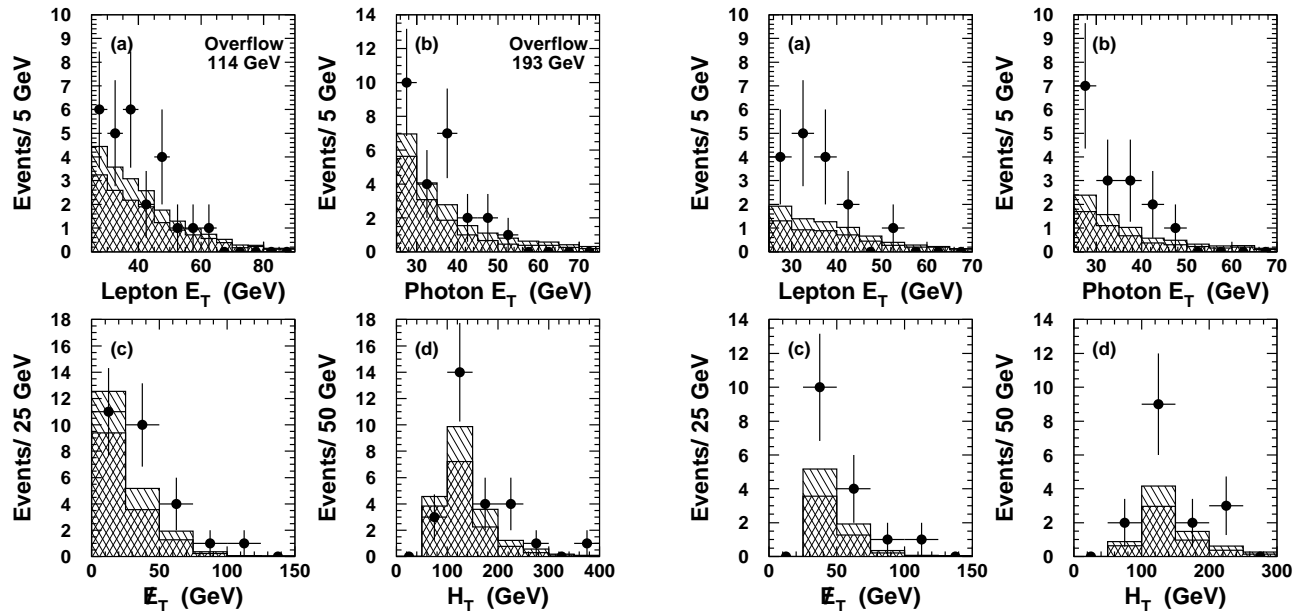 (a) Overflow 114 GeV
Events/ 5 GeV
0 1 2 3 4 5 6 7 8 9 10
40 60 80
Lepton E_T (GeV)
(b) Overflow 193 GeV
Events/ 5 GeV
0 2 4 6 8 10 12 14
30 40 50 60 70
Photon E_T (GeV)
(a)
Events/ 5 GeV
0 1 2 3 4 5 6 7 8 9 10
30 40 50 60 70
Lepton E_T (GeV)
(b)
Events/ 5 GeV
0 1 2 3 4 5 6 7 8 9 10
30 40 50 60 70
Photon E_T (GeV)
(c)
Events/ 25 GeV
0 2 4 6 8 10 12 14 16 18
0 50 100 150
E̸_T (GeV)
(d)
Events/ 50 GeV
0 2 4 6 8 10 12 14 16 18
0 100 200 300 400
H_T (GeV)
(c)
Events/ 25 GeV
0 2 4 6 8 10 12 14
0 50 100 150
E̸_T (GeV)
(d)
Events/ 50 GeV
0 2 4 6 8 10 12 14
0 100 200 300
H_T (GeV)